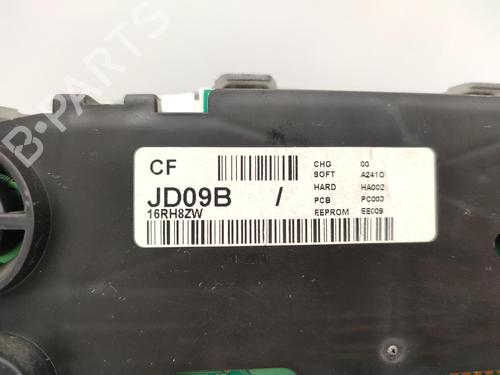 B-PARTS
CF
CHG 00
SOFT A241D
JD09B /
HARD HA002
16RH8ZW
PCB PC003
EEPROM EE009